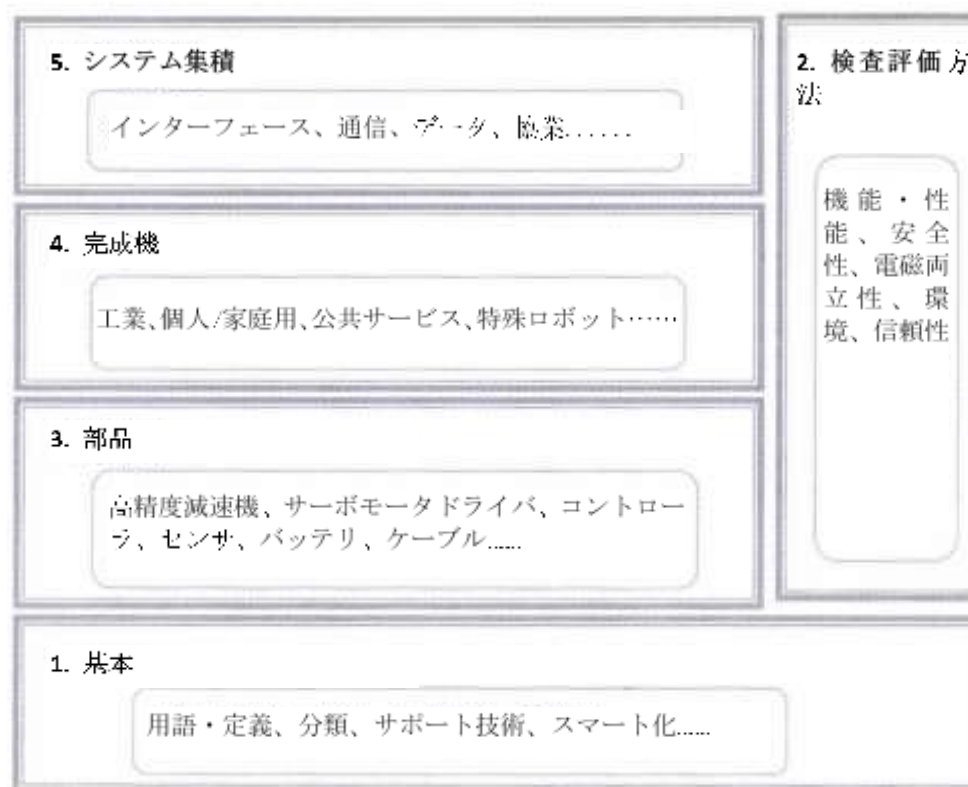 5. システム集積
インターフェース、通信、データ、協業......
2. 検査評価方
法
機能・性
能、安全
性、電磁両
立性、環
境、信頼性
4. 完成機
工業、個人/家庭用、公共サービス、特殊ロボット……
3. 部品
高精度減速機、サーボモータドライバ、コントロー
ラ、センサ、バッテリ、ケーブル......
1. 基本
用語・定義、分類、サポート技術、スマート化......